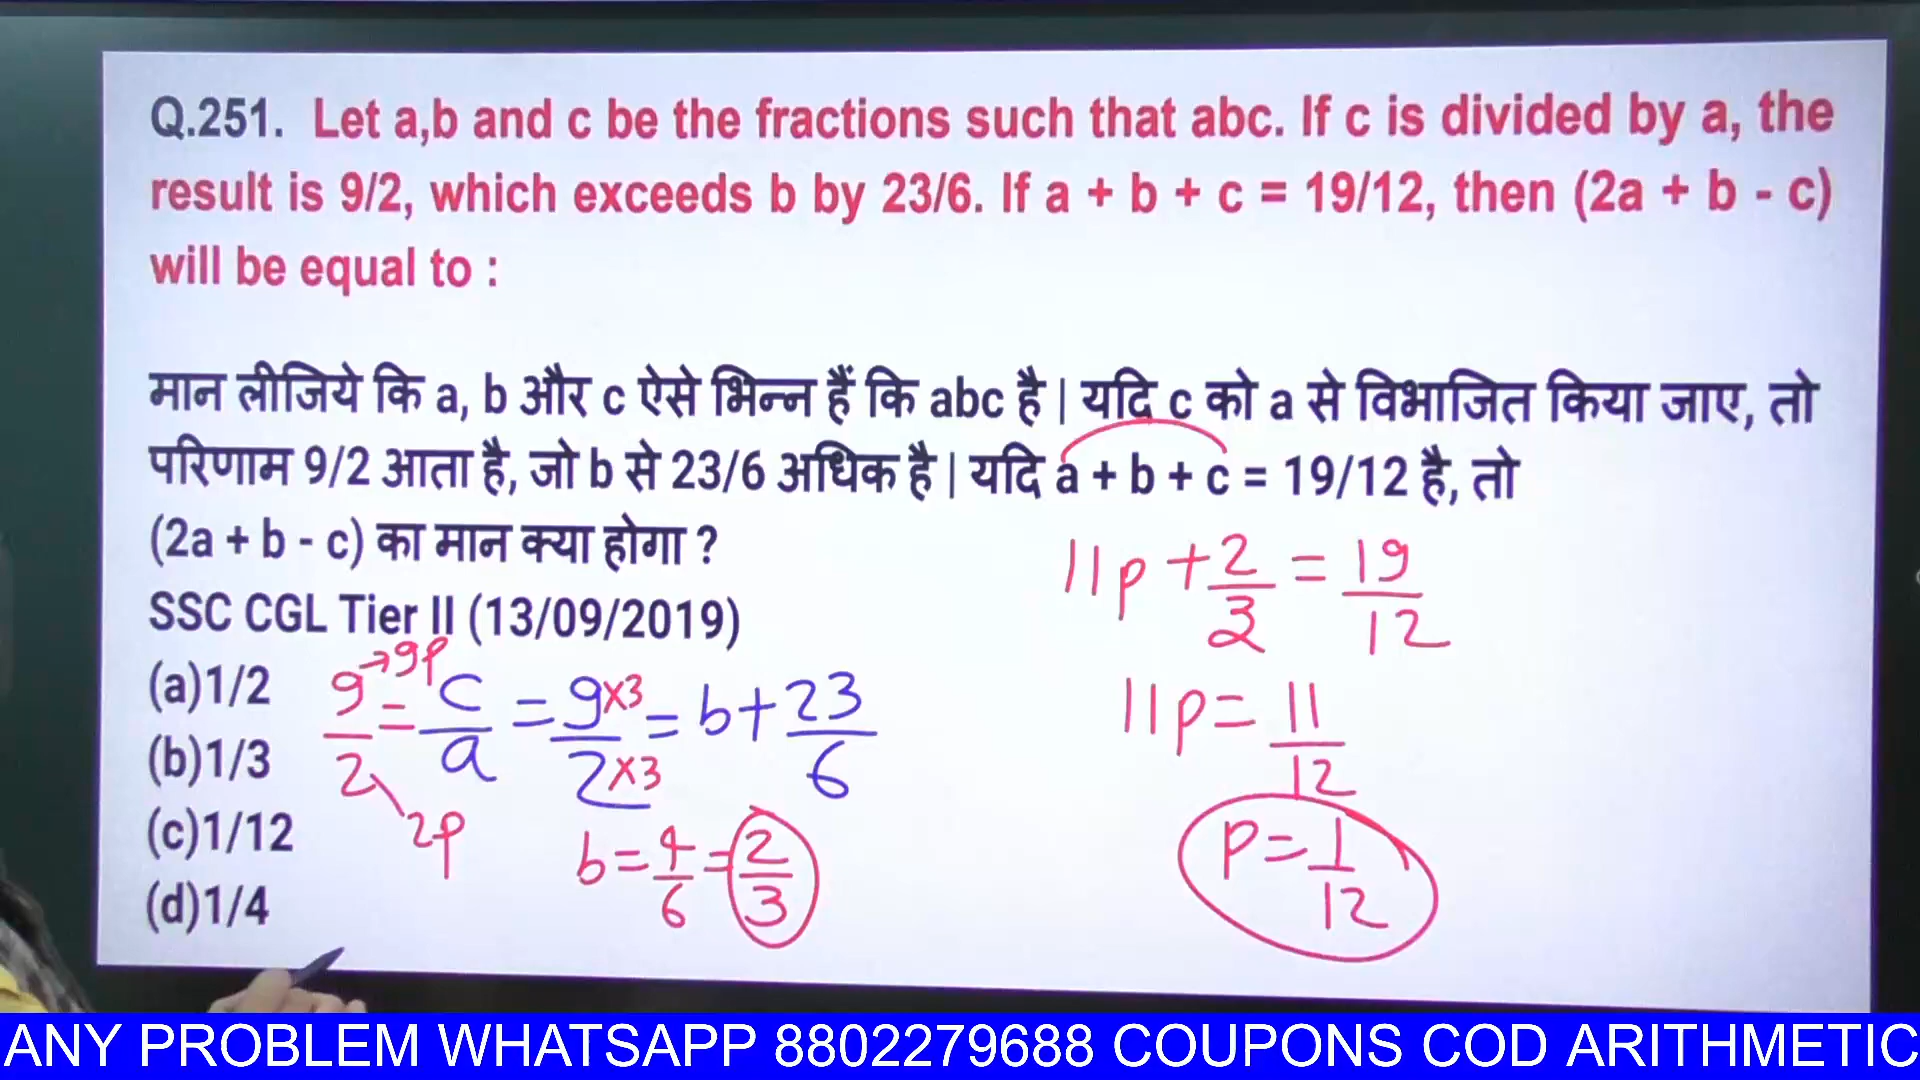 Q.251. Let a,b and c be the fractions such that abc. If c is divided by a, the
result is 9/2, which exceeds b by 23/6. If a + b + c = 19/12, then (2a + b - c)
will be equal to :
मान लीजिये कि a, b और c ऐसे भिन्न हैं कि abc है | यदि c को a से विभाजित किया जाए, तो
परिणाम 9/2 आता है, जो b से 23/6 अधिक है | यदि a + b + c = 19/12 है, तो
(2a + b - c) का मान क्या होगा ?
SSC CGL Tier II (13/09/2019)
(a)1/2
(b)1/3
(c)1/12
(d)1/4
9/2 = c/a = 9×3/2×3 = b + 23/6
→9p
2p
b = 4/6 = 2/3
11p + 2/3 = 19/12
11p = 11/12
p = 1/12
ANY PROBLEM WHATSAPP 8802279688 COUPONS COD ARITHMETIC